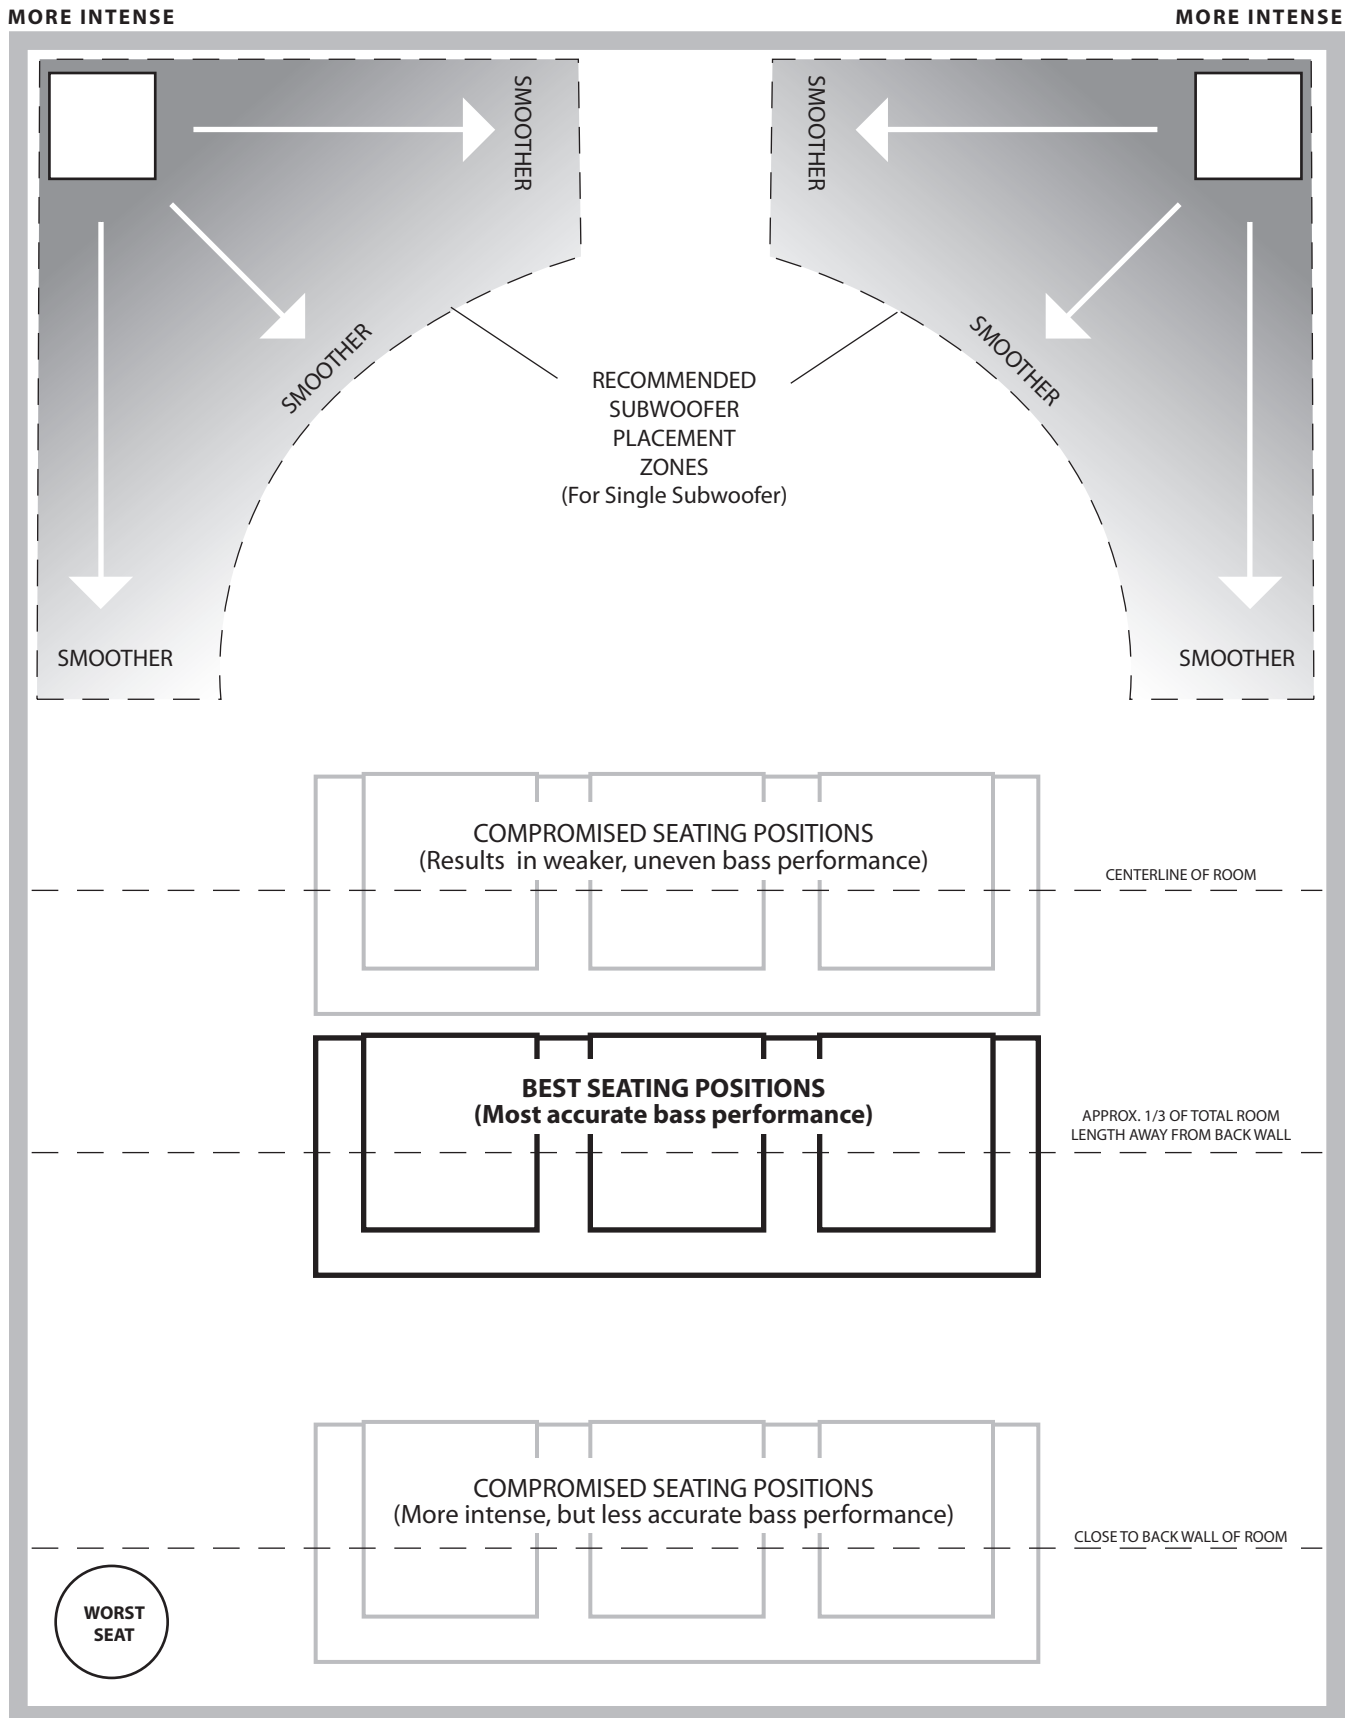 MORE INTENSE
MORE INTENSE
SMOOTHER
SMOOTHER
SMOOTHER
SMOOTHER
RECOMMENDED
SUBWOOFER
PLACEMENT
ZONES
(For Single Subwoofer)
SMOOTHER
SMOOTHER
COMPROMISED SEATING POSITIONS
(Results in weaker, uneven bass performance)
CENTERLINE OF ROOM
BEST SEATING POSITIONS
(Most accurate bass performance)
APPROX. 1/3 OF TOTAL ROOM
LENGTH AWAY FROM BACK WALL
COMPROMISED SEATING POSITIONS
(More intense, but less accurate bass performance)
CLOSE TO BACK WALL OF ROOM
WORST
SEAT